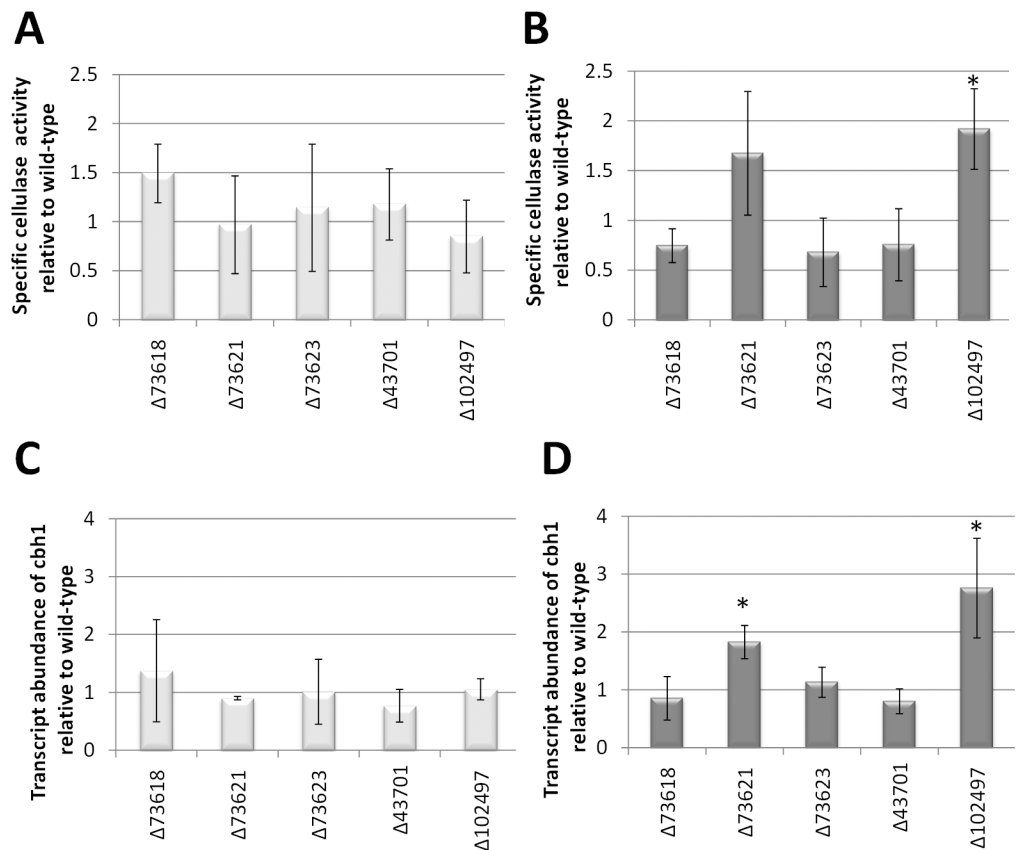 A
Specific cellulase activity
relative to wild-type
2.5
2
1.5
1
0.5
0
Δ73618
Δ73621
Δ73623
Δ43701
Δ102497
B
Specific cellulase activity
relative to wild-type
2.5
2
1.5
1
0.5
0
*
Δ73618
Δ73621
Δ73623
Δ43701
Δ102497
C
Transcript abundance of cbh1
relative to wild-type
4
3
2
1
0
Δ73618
Δ73621
Δ73623
Δ43701
Δ102497
D
Transcript abundance of cbh1
relative to wild-type
4
3
2
1
0
*
*
Δ73618
Δ73621
Δ73623
Δ43701
Δ102497